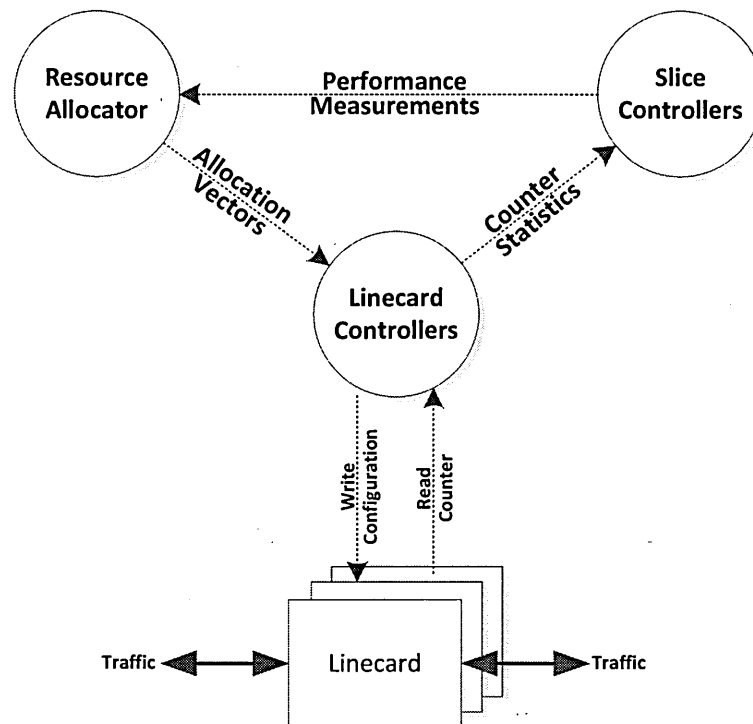 Resource
Allocator
Performance
Measurements
Slice
Controllers
Allocation
Vectors
Counter
Statistics
Linecard
Controllers
Write
Configuration
Read
Counter
Traffic
Linecard
Traffic